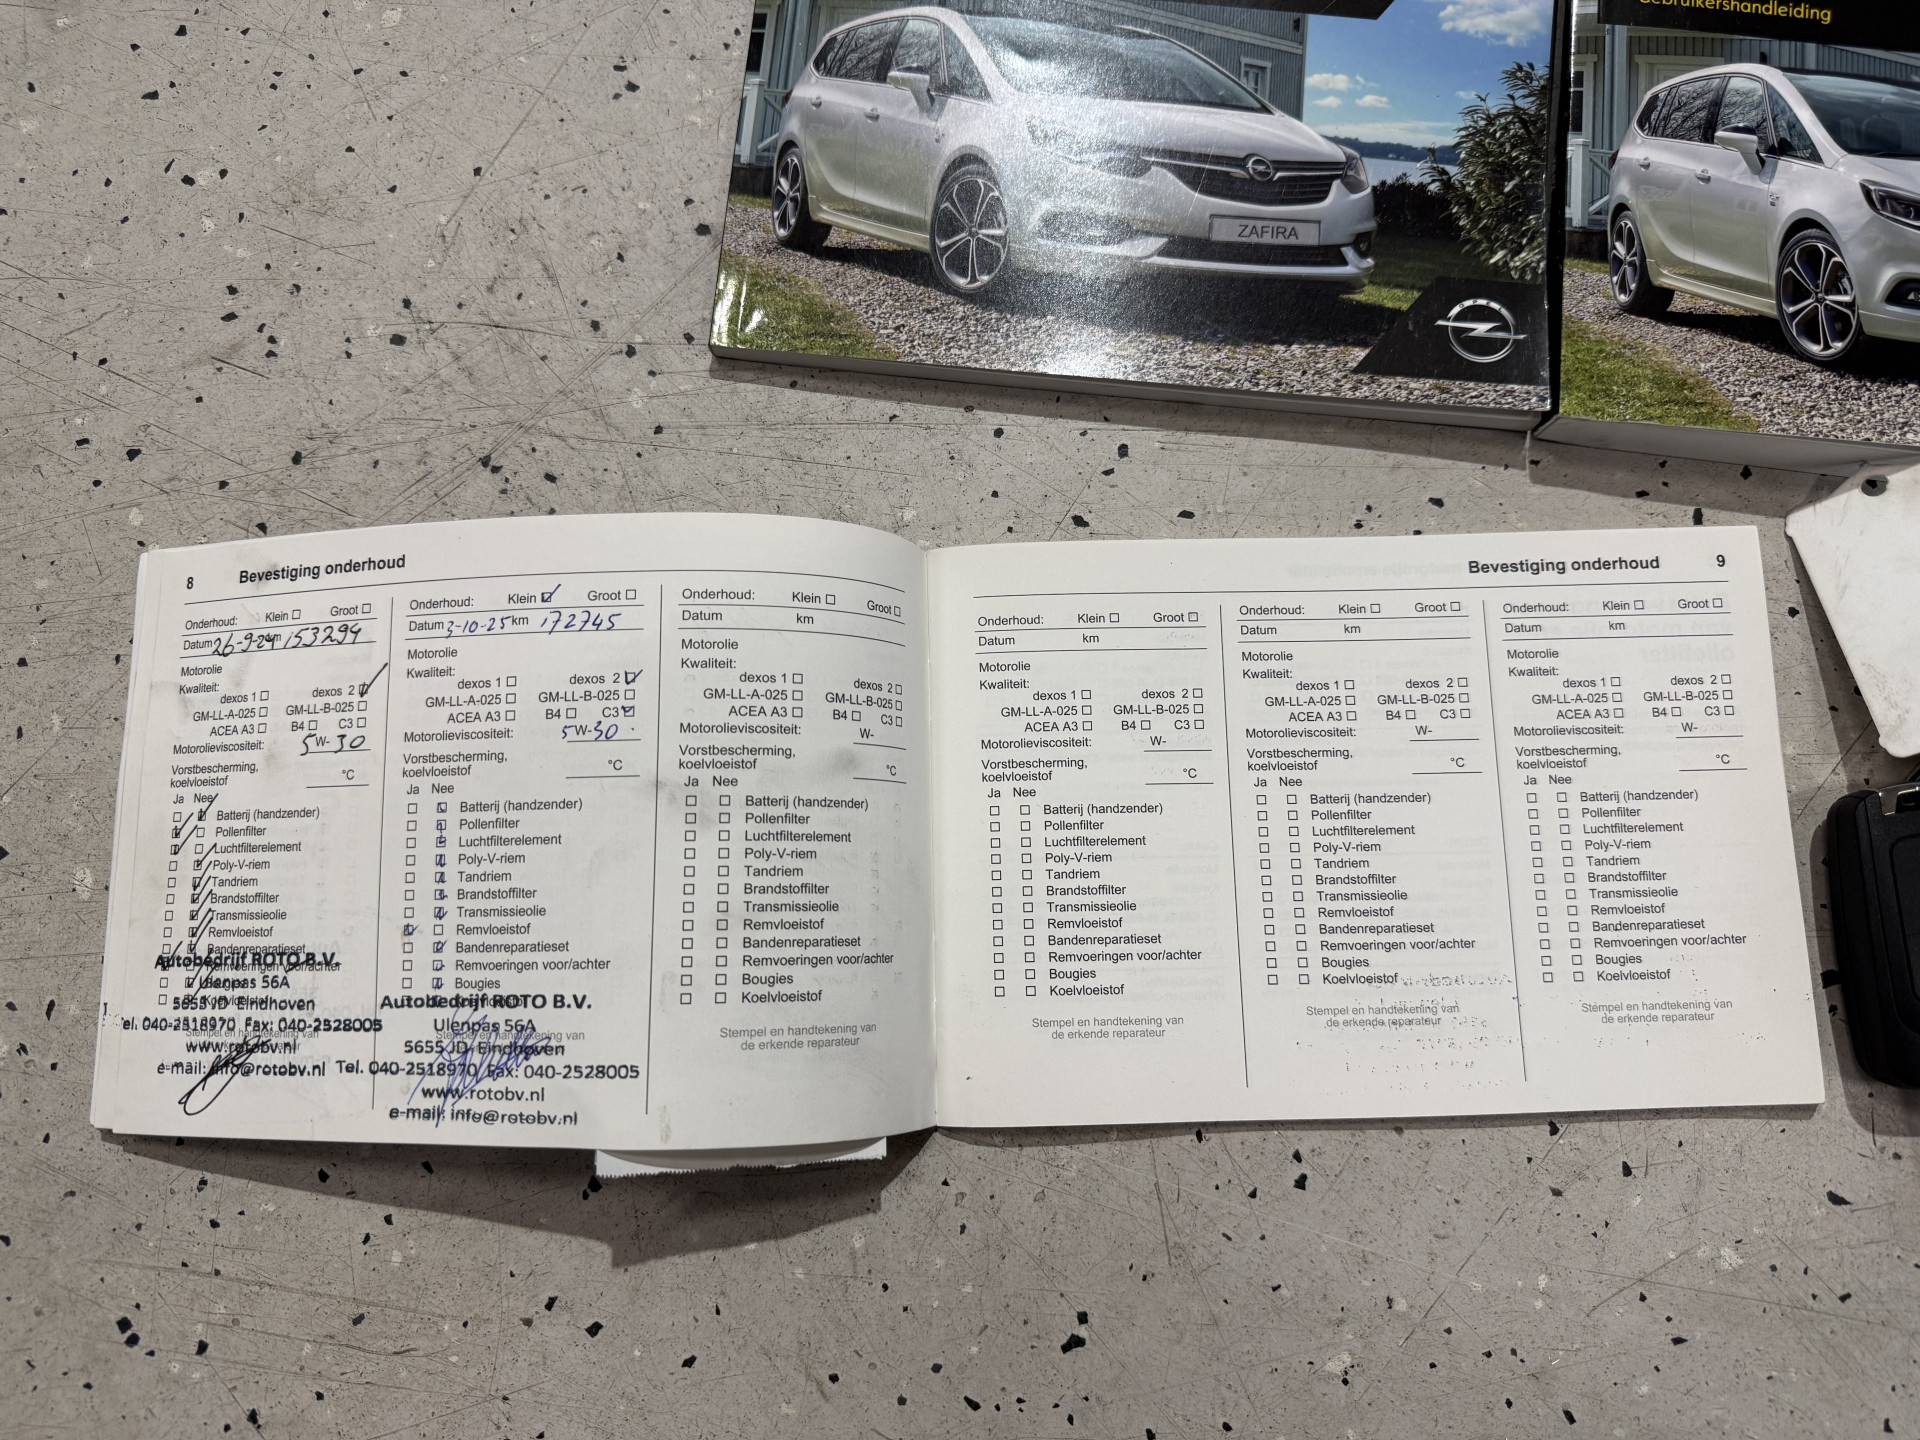 Gebruikershandleiding
ZAFIRA
OPEL
8 Bevestiging onderhoud
Onderhoud: Klein ☐ Groot ☐
Datum 26-9-24 km 153294
Motorolie
Kwaliteit:
dexos 1 ☐ dexos 2 ☑
GM-LL-A-025 ☐ GM-LL-B-025 ☐
ACEA A3 ☐ B4 ☐ C3 ☐
Motorolieviscositeit: 5W-30
Vorstbescherming,
koelvloeistof °C
Ja Nee
Batterij (handzender)
Pollenfilter
Luchtfilterelement
Poly-V-riem
Tandriem
Brandstoffilter
Transmissieolie
Remvloeistof
Bandenreparatieset
Remvoeringen voor/achter
Koelvloeistof
Stempel en handtekening van
Autobedrijf ROTO B.V.
Ulenpas 56A
5655 JD Eindhoven
Tel. 040-2518970 Fax: 040-2528005
www.rotobv.nl
e-mail: info@rotobv.nl
Onderhoud: Klein ☑ Groot ☐
Datum 3-10-25 km 172745
Motorolie
Kwaliteit:
dexos 1 ☐ dexos 2 ☑
GM-LL-A-025 ☐ GM-LL-B-025 ☐
ACEA A3 ☐ B4 ☐ C3 ☑
Motorolieviscositeit: 5W-30
Vorstbescherming,
koelvloeistof °C
Ja Nee
Batterij (handzender)
Pollenfilter
Luchtfilterelement
Poly-V-riem
Tandriem
Brandstoffilter
Transmissieolie
Remvloeistof
Bandenreparatieset
Remvoeringen voor/achter
Bougies
Stempel en handtekening van
Autobedrijf ROTO B.V.
Ulenpas 56A
5655 JD Eindhoven
Tel. 040-2518970 Fax: 040-2528005
www.rotobv.nl
e-mail: info@rotobv.nl
Onderhoud: Klein ☐ Groot ☐
Datum km
Motorolie
Kwaliteit:
dexos 1 ☐ dexos 2 ☐
GM-LL-A-025 ☐ GM-LL-B-025 ☐
ACEA A3 ☐ B4 ☐ C3 ☐
Motorolieviscositeit: W-
Vorstbescherming,
koelvloeistof °C
Ja Nee
☐ ☐ Batterij (handzender)
☐ ☐ Pollenfilter
☐ ☐ Luchtfilterelement
☐ ☐ Poly-V-riem
☐ ☐ Tandriem
☐ ☐ Brandstoffilter
☐ ☐ Transmissieolie
☐ ☐ Remvloeistof
☐ ☐ Bandenreparatieset
☐ ☐ Remvoeringen voor/achter
☐ ☐ Bougies
☐ ☐ Koelvloeistof
Stempel en handtekening van
de erkende reparateur
Bevestiging onderhoud 9
Onderhoud: Klein ☐ Groot ☐
Datum km
Motorolie
Kwaliteit:
dexos 1 ☐ dexos 2 ☐
GM-LL-A-025 ☐ GM-LL-B-025 ☐
ACEA A3 ☐ B4 ☐ C3 ☐
Motorolieviscositeit: W-
Vorstbescherming,
koelvloeistof °C
Ja Nee
☐ ☐ Batterij (handzender)
☐ ☐ Pollenfilter
☐ ☐ Luchtfilterelement
☐ ☐ Poly-V-riem
☐ ☐ Tandriem
☐ ☐ Brandstoffilter
☐ ☐ Transmissieolie
☐ ☐ Remvloeistof
☐ ☐ Bandenreparatieset
☐ ☐ Remvoeringen voor/achter
☐ ☐ Bougies
☐ ☐ Koelvloeistof
Stempel en handtekening van
de erkende reparateur
Onderhoud: Klein ☐ Groot ☐
Datum km
Motorolie
Kwaliteit:
dexos 1 ☐ dexos 2 ☐
GM-LL-A-025 ☐ GM-LL-B-025 ☐
ACEA A3 ☐ B4 ☐ C3 ☐
Motorolieviscositeit: W-
Vorstbescherming,
koelvloeistof °C
Ja Nee
☐ ☐ Batterij (handzender)
☐ ☐ Pollenfilter
☐ ☐ Luchtfilterelement
☐ ☐ Poly-V-riem
☐ ☐ Tandriem
☐ ☐ Brandstoffilter
☐ ☐ Transmissieolie
☐ ☐ Remvloeistof
☐ ☐ Bandenreparatieset
☐ ☐ Remvoeringen voor/achter
☐ ☐ Bougies
☐ ☐ Koelvloeistof
Stempel en handtekening van
de erkende reparateur
Onderhoud: Klein ☐ Groot ☐
Datum km
Motorolie
Kwaliteit:
dexos 1 ☐ dexos 2 ☐
GM-LL-A-025 ☐ GM-LL-B-025 ☐
ACEA A3 ☐ B4 ☐ C3 ☐
Motorolieviscositeit: W-
Vorstbescherming,
koelvloeistof °C
Ja Nee
☐ ☐ Batterij (handzender)
☐ ☐ Pollenfilter
☐ ☐ Luchtfilterelement
☐ ☐ Poly-V-riem
☐ ☐ Tandriem
☐ ☐ Brandstoffilter
☐ ☐ Transmissieolie
☐ ☐ Remvloeistof
☐ ☐ Bandenreparatieset
☐ ☐ Remvoeringen voor/achter
☐ ☐ Bougies
☐ ☐ Koelvloeistof
Stempel en handtekening van
de erkende reparateur